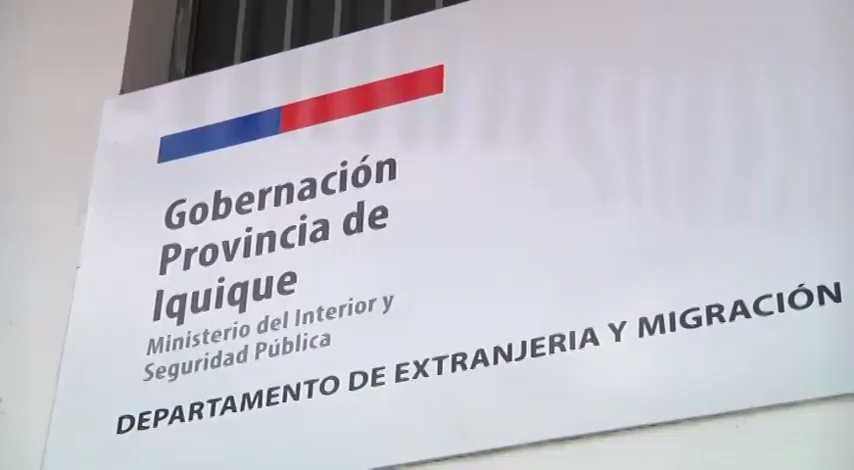 Gobernación
Provincia de
Iquique
Ministerio del Interior y
Seguridad Pública
DEPARTAMENTO DE EXTRANJERIA Y MIGRACIÓN